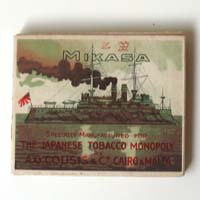 MIKASA
SPECIALLY MANUFACTURED FOR
THE JAPANESE TOBACCO MONOPOLY
A.G. COUSIS & Co. CAIRO & MALTA